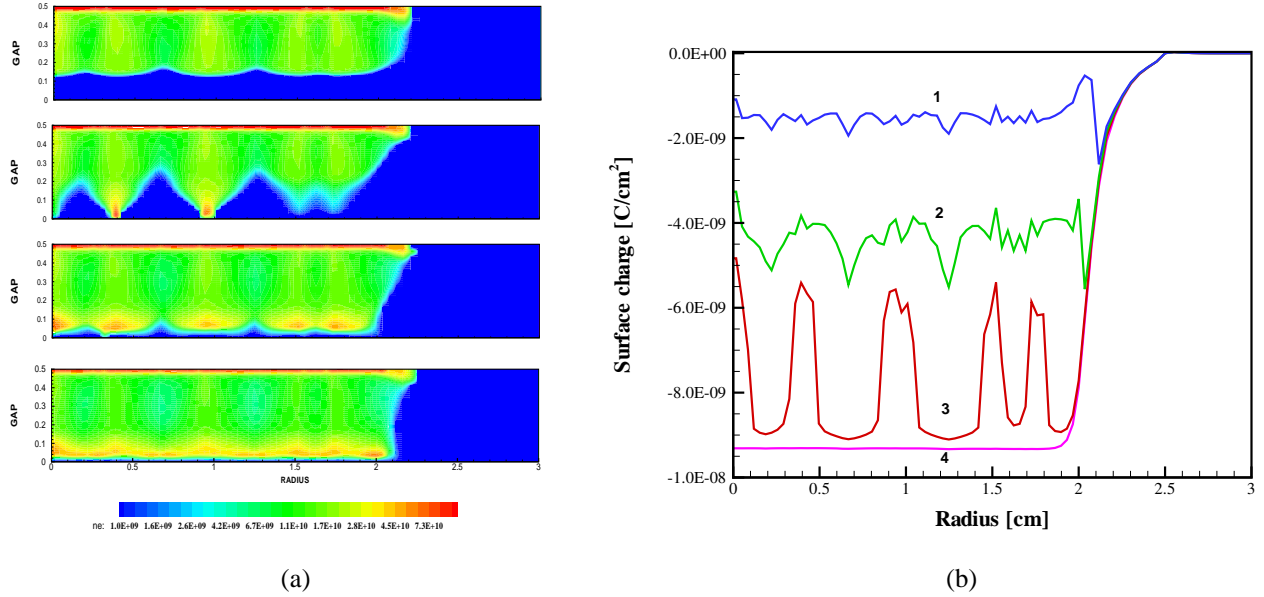 0.5
0.4
0.3
0.2
0.1
0
GAP
0.5
0.4
0.3
0.2
0.1
0
GAP
0.5
0.4
0.3
0.2
0.1
0
GAP
0.5
0.4
0.3
0.2
0.1
0
GAP
0 0.5 1 1.5 2 2.5 3
RADIUS
ne: 1.0E+09 1.6E+09 2.6E+09 4.2E+09 6.7E+09 1.1E+10 1.7E+10 2.8E+10 4.5E+10 7.3E+10
(a)
0.0E+00
-2.0E-09
-4.0E-09
-6.0E-09
-8.0E-09
-1.0E-08
Surface charge [C/cm²]
1
2
3
4
0 0.5 1 1.5 2 2.5 3
Radius [cm]
(b)